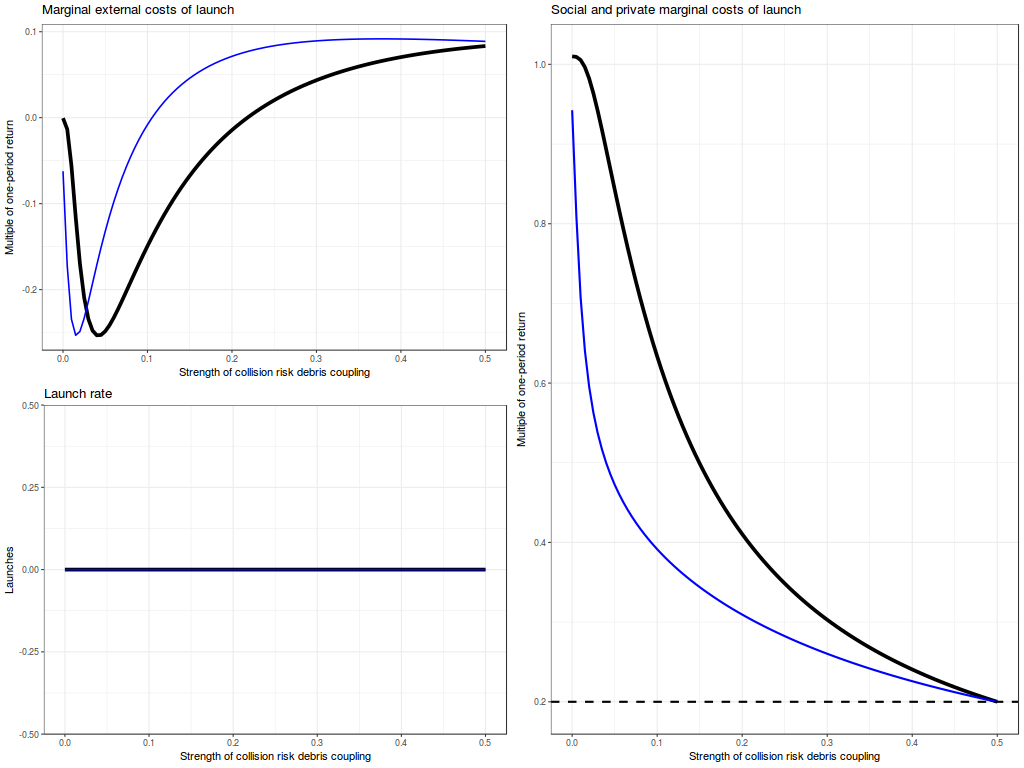 Marginal external costs of launch
Multiple of one-period return
0.1
0.0
-0.1
-0.2
0.0 0.1 0.2 0.3 0.4 0.5
Strength of collision risk debris coupling
Launch rate
Launches
0.50
0.25
0.00
-0.25
-0.50
0.0 0.1 0.2 0.3 0.4 0.5
Strength of collision risk debris coupling
Social and private marginal costs of launch
Multiple of one-period return
1.0
0.8
0.6
0.4
0.2
0.0 0.1 0.2 0.3 0.4 0.5
Strength of collision risk debris coupling